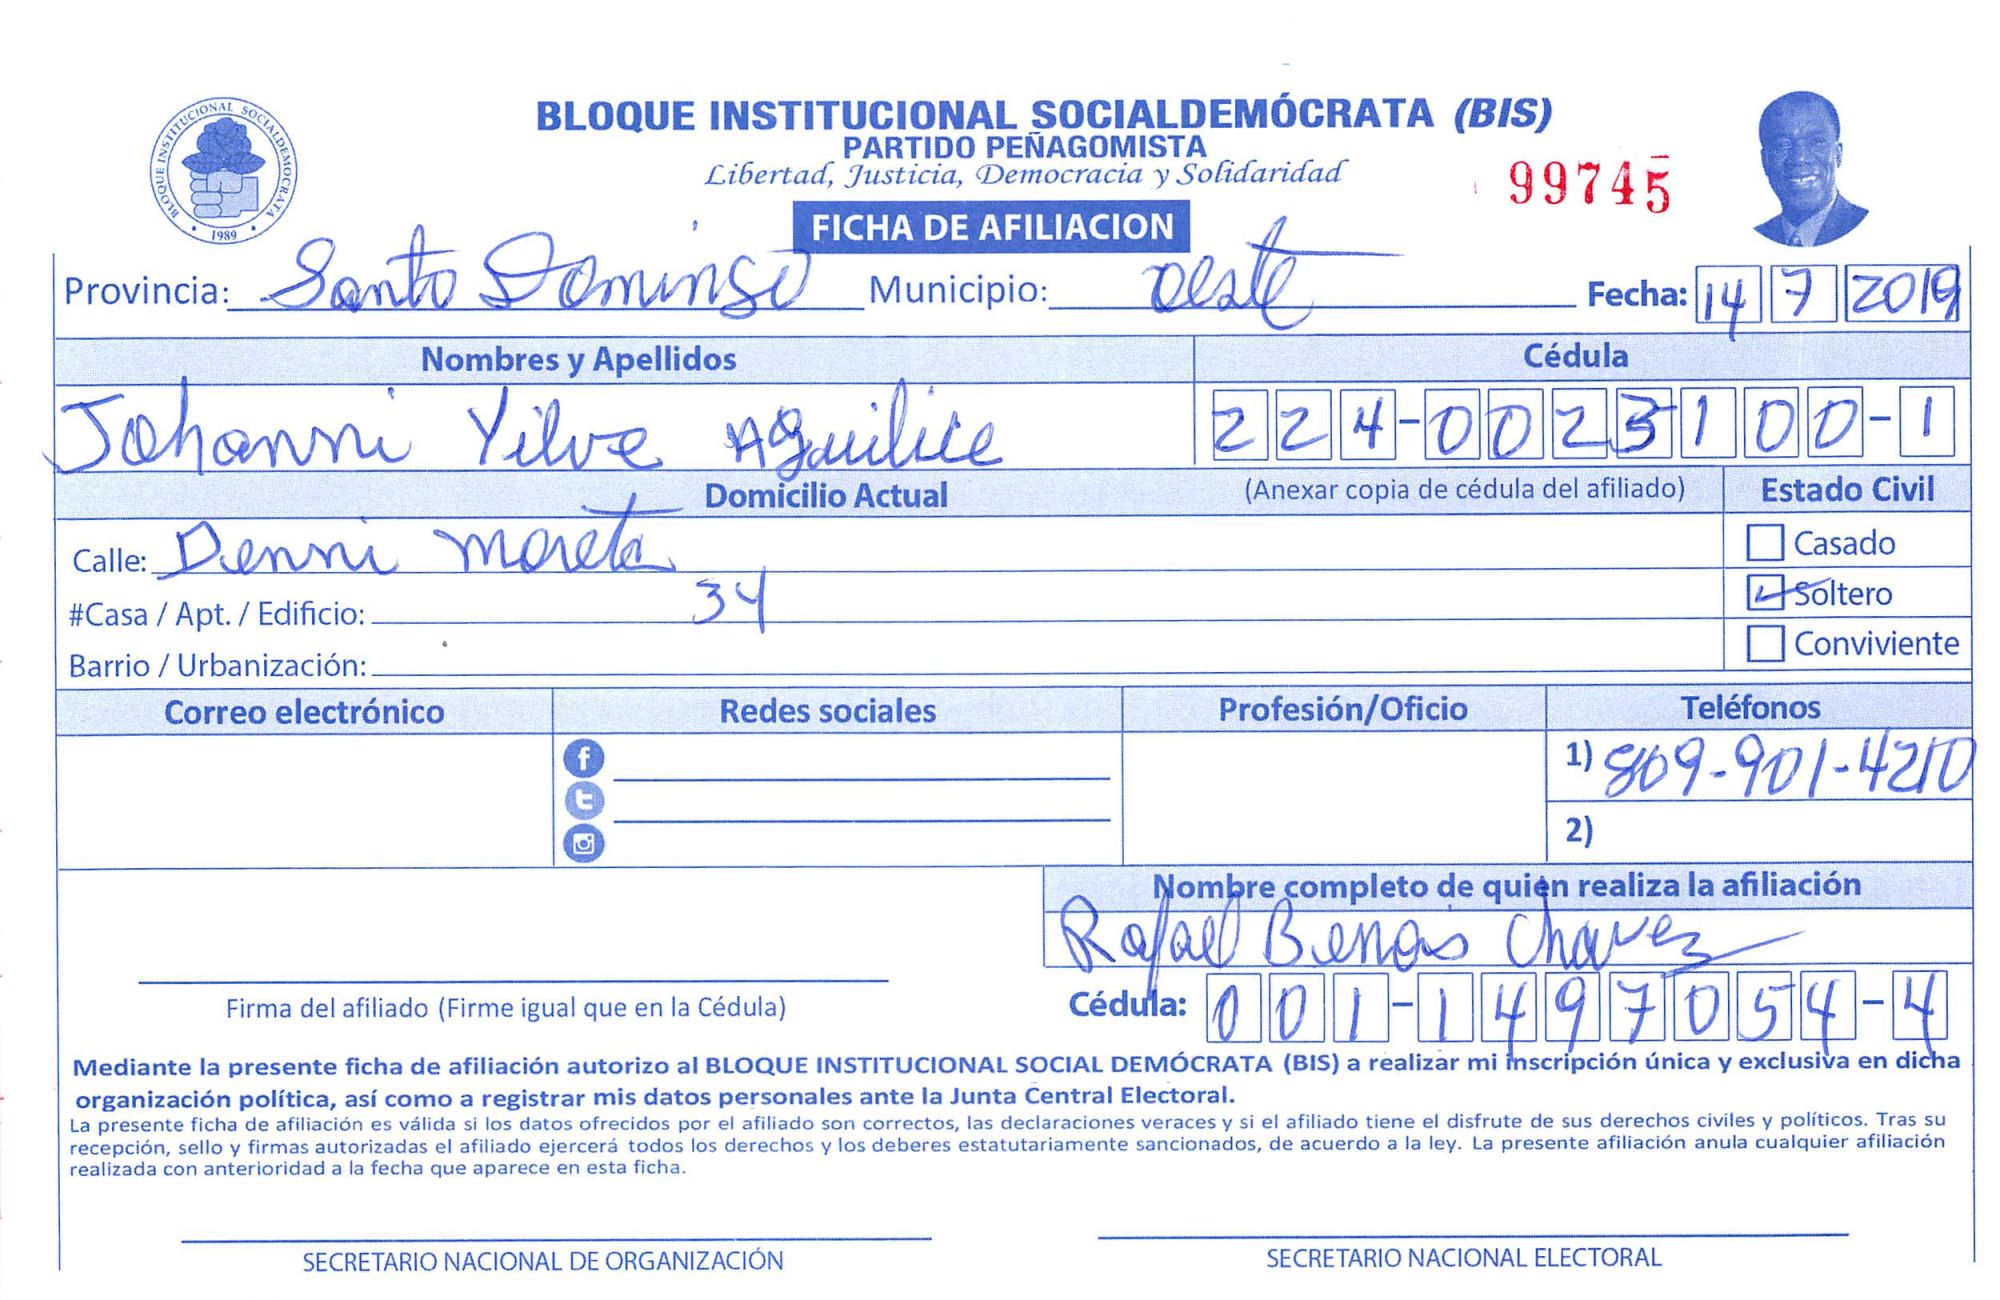 BLOQUE INSTITUCIONAL SOCIALDEMOCRATA
1989
BLOQUE INSTITUCIONAL SOCIALDEMÓCRATA (BIS)
PARTIDO PEÑAGOMISTA
Libertad, Justicia, Democracia y Solidaridad
99745
FICHA DE AFILIACION
Provincia: Santo Domingo Municipio: Oeste Fecha: 14 7 2019
Nombres y Apellidos Cédula
Johanni Yilve Aguilice 224-0023100-1
Domicilio Actual (Anexar copia de cédula del afiliado) Estado Civil
Calle: Denni Moreta Casado
#Casa / Apt. / Edificio: 34 Soltero
Barrio / Urbanización: Conviviente
Correo electrónico Redes sociales Profesión/Oficio Teléfonos
1) 809-901-4210
2)
Nombre completo de quien realiza la afiliación
Rafael Chavez
Firma del afiliado (Firme igual que en la Cédula) Cédula: 001-1497054-4
Mediante la presente ficha de afiliación autorizo al BLOQUE INSTITUCIONAL SOCIAL DEMÓCRATA (BIS) a realizar mi inscripción única y exclusiva en dicha
organización política, así como a registrar mis datos personales ante la Junta Central Electoral.
La presente ficha de afiliación es válida si los datos ofrecidos por el afiliado son correctos, las declaraciones veraces y si el afiliado tiene el disfrute de sus derechos civiles y políticos. Tras su
recepción, sello y firmas autorizadas el afiliado ejercerá todos los derechos y los deberes estatutariamente sancionados, de acuerdo a la ley. La presente afiliación anula cualquier afiliación
realizada con anterioridad a la fecha que aparece en esta ficha.
SECRETARIO NACIONAL DE ORGANIZACIÓN SECRETARIO NACIONAL ELECTORAL